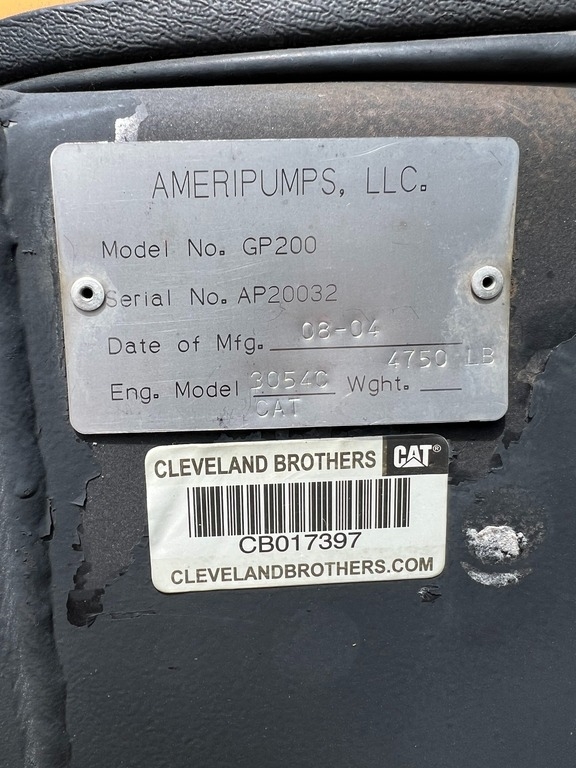 AMERIPUMPS, LLC.
Model No. GP200
Serial No. AP20032
Date of Mfg. 08-04
Eng. Model 3054C CAT Wght. 4750 LB
CLEVELAND BROTHERS CAT®
CB017397
CLEVELANDBROTHERS.COM